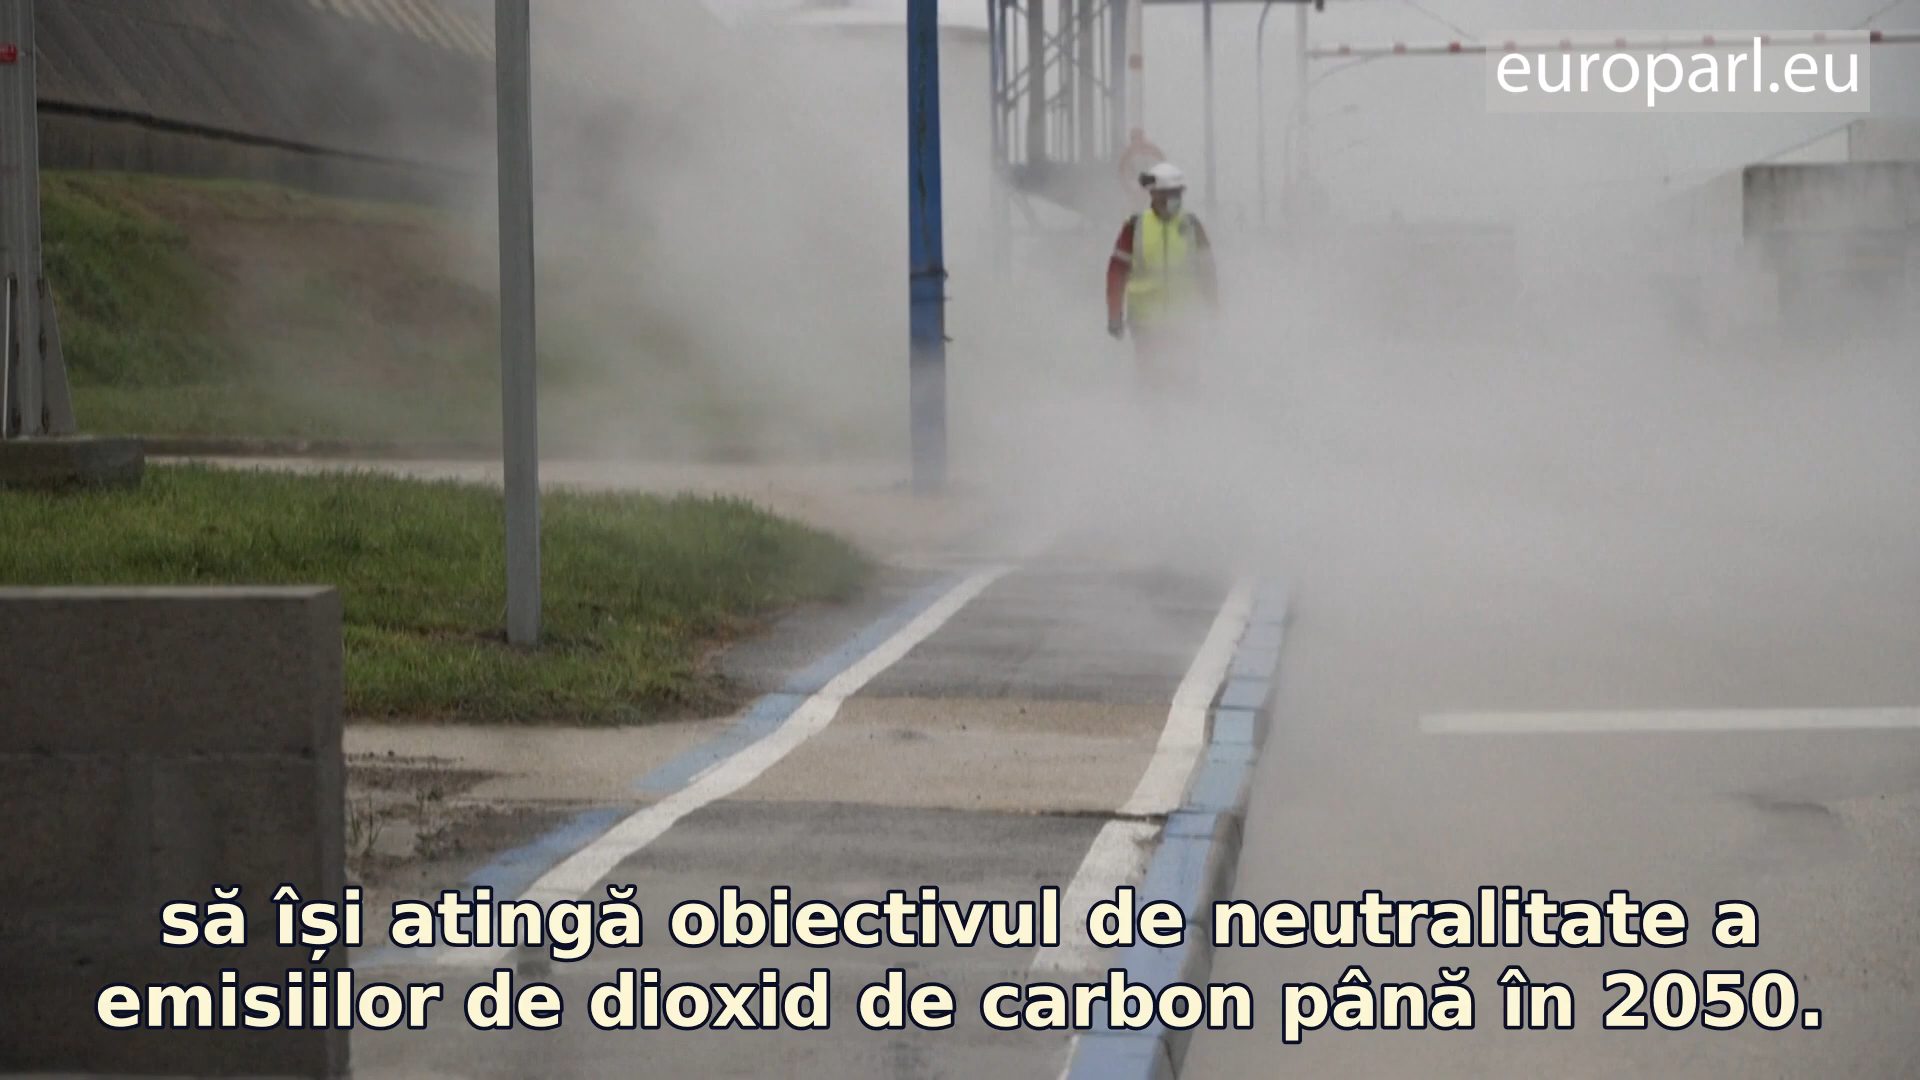 europarl.eu
să își atingă obiectivul de neutralitate a
emisiilor de dioxid de carbon până în 2050.